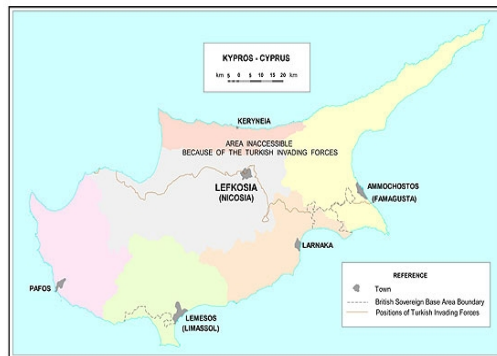 KYPROS - CYPRUS
km 5 0 5 10 15 20 km
KERYNEIA
AREA INACCESSIBLE
BECAUSE OF THE TURKISH INVADING FORCES
LEFKOSIA
(NICOSIA)
AMMOCHOSTOS
(FAMAGUSTA)
LARNAKA
PAFOS
LEMESOS
(LIMASSOL)
REFERENCE
Town
British Sovereign Base Area Boundary
Positions of Turkish Invading Forces